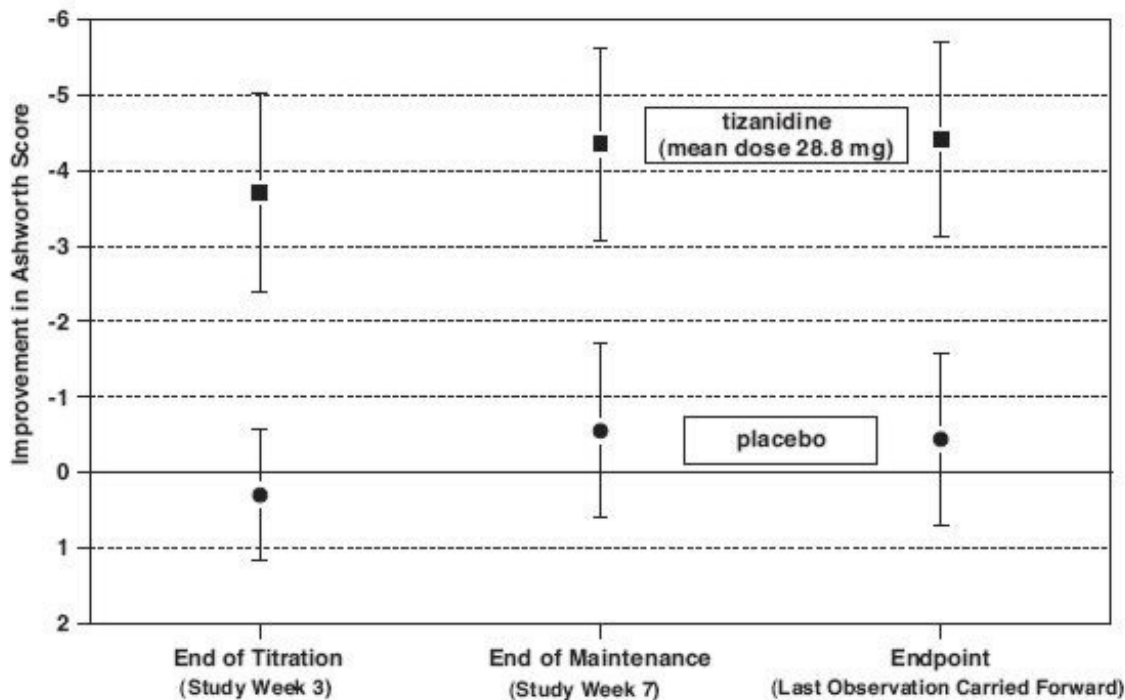 Improvement in Ashworth Score
-6
-5
-4
-3
-2
-1
0
1
2
tizanidine
(mean dose 28.8 mg)
placebo
End of Titration
(Study Week 3)
End of Maintenance
(Study Week 7)
Endpoint
(Last Observation Carried Forward)